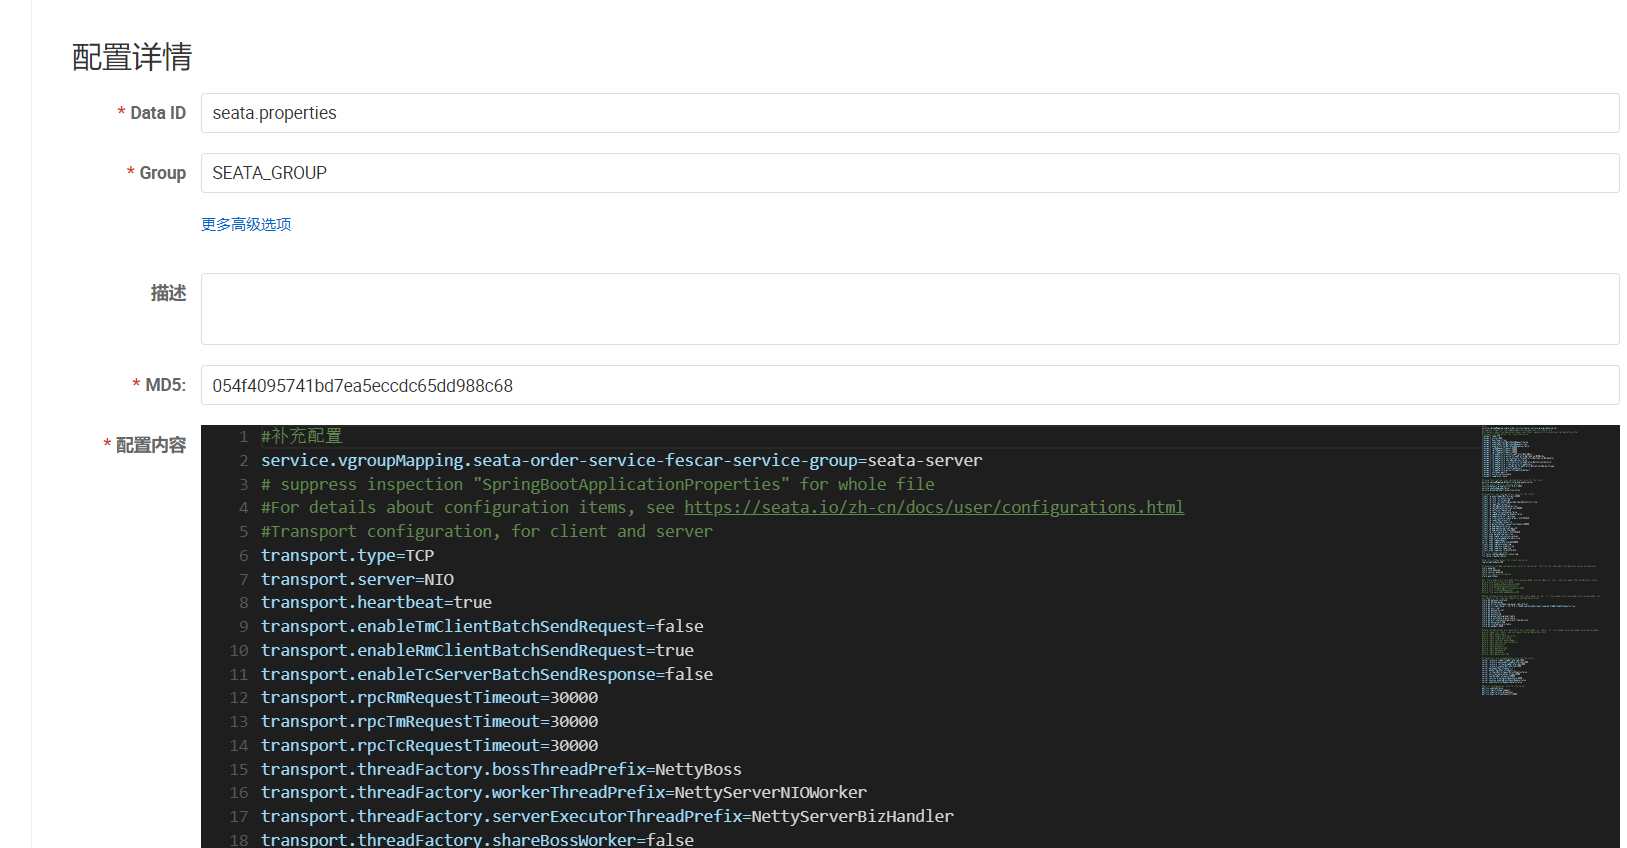 配置详情
* Data ID
seata.properties
* Group
SEATA_GROUP
更多高级选项
描述
* MD5:
054f4095741bd7ea5eccdc65dd988c68
* 配置内容
1 #补充配置
2 service.vgroupMapping.seata-order-service-fescar-service-group=seata-server
3 # suppress inspection "SpringBootApplicationProperties" for whole file
4 #For details about configuration items, see https://seata.io/zh-cn/docs/user/configurations.html
5 #Transport configuration, for client and server
6 transport.type=TCP
7 transport.server=NIO
8 transport.heartbeat=true
9 transport.enableTmClientBatchSendRequest=false
10 transport.enableRmClientBatchSendRequest=true
11 transport.enableTcServerBatchSendResponse=false
12 transport.rpcRmRequestTimeout=30000
13 transport.rpcTmRequestTimeout=30000
14 transport.rpcTcRequestTimeout=30000
15 transport.threadFactory.bossThreadPrefix=NettyBoss
16 transport.threadFactory.workerThreadPrefix=NettyServerNIOWorker
17 transport.threadFactory.serverExecutorThreadPrefix=NettyServerBizHandler
18 transport.threadFactory.shareBossWorker=false